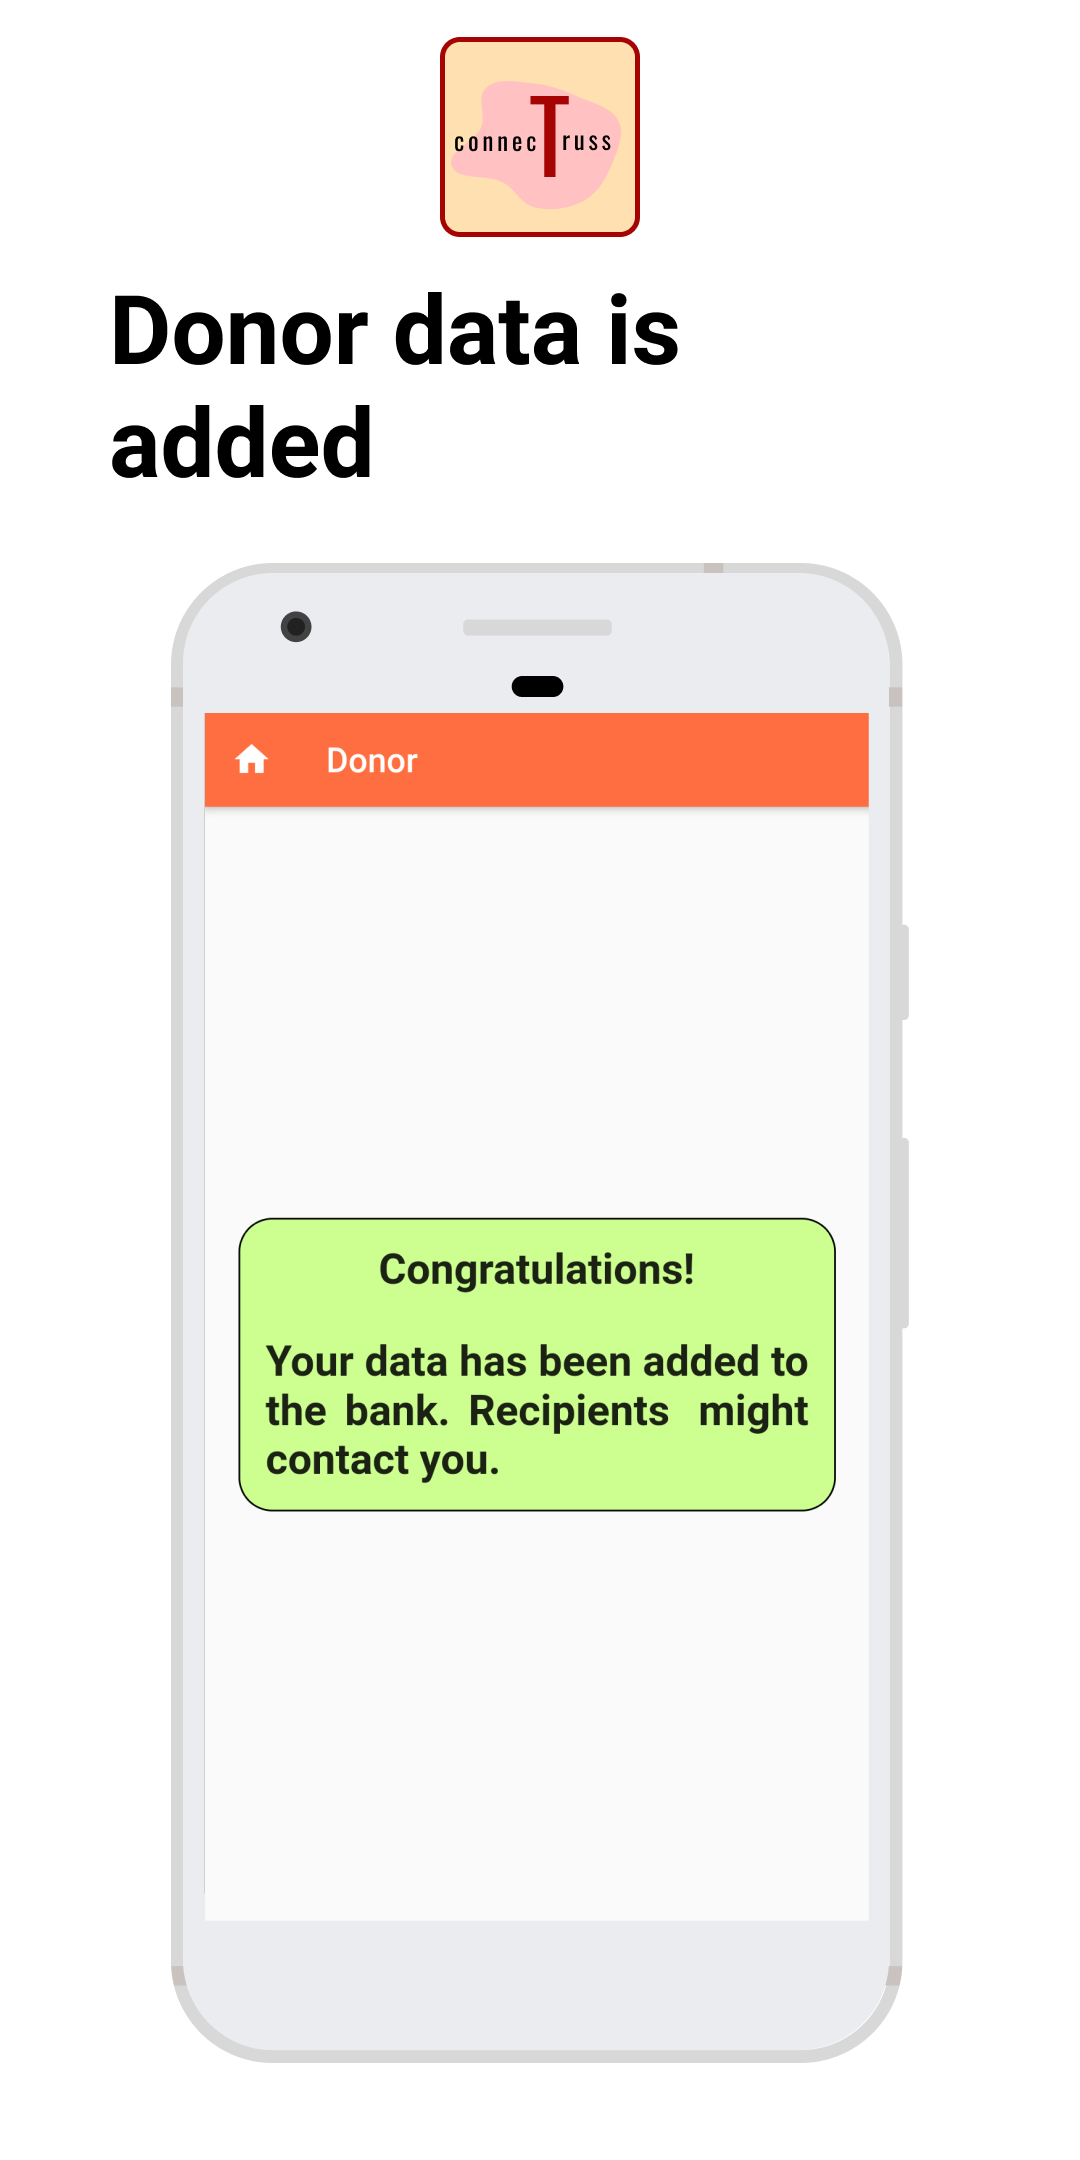 connecTruss
Donor data is
added
Donor
Congratulations!
Your data has been added to
the bank. Recipients might
contact you.